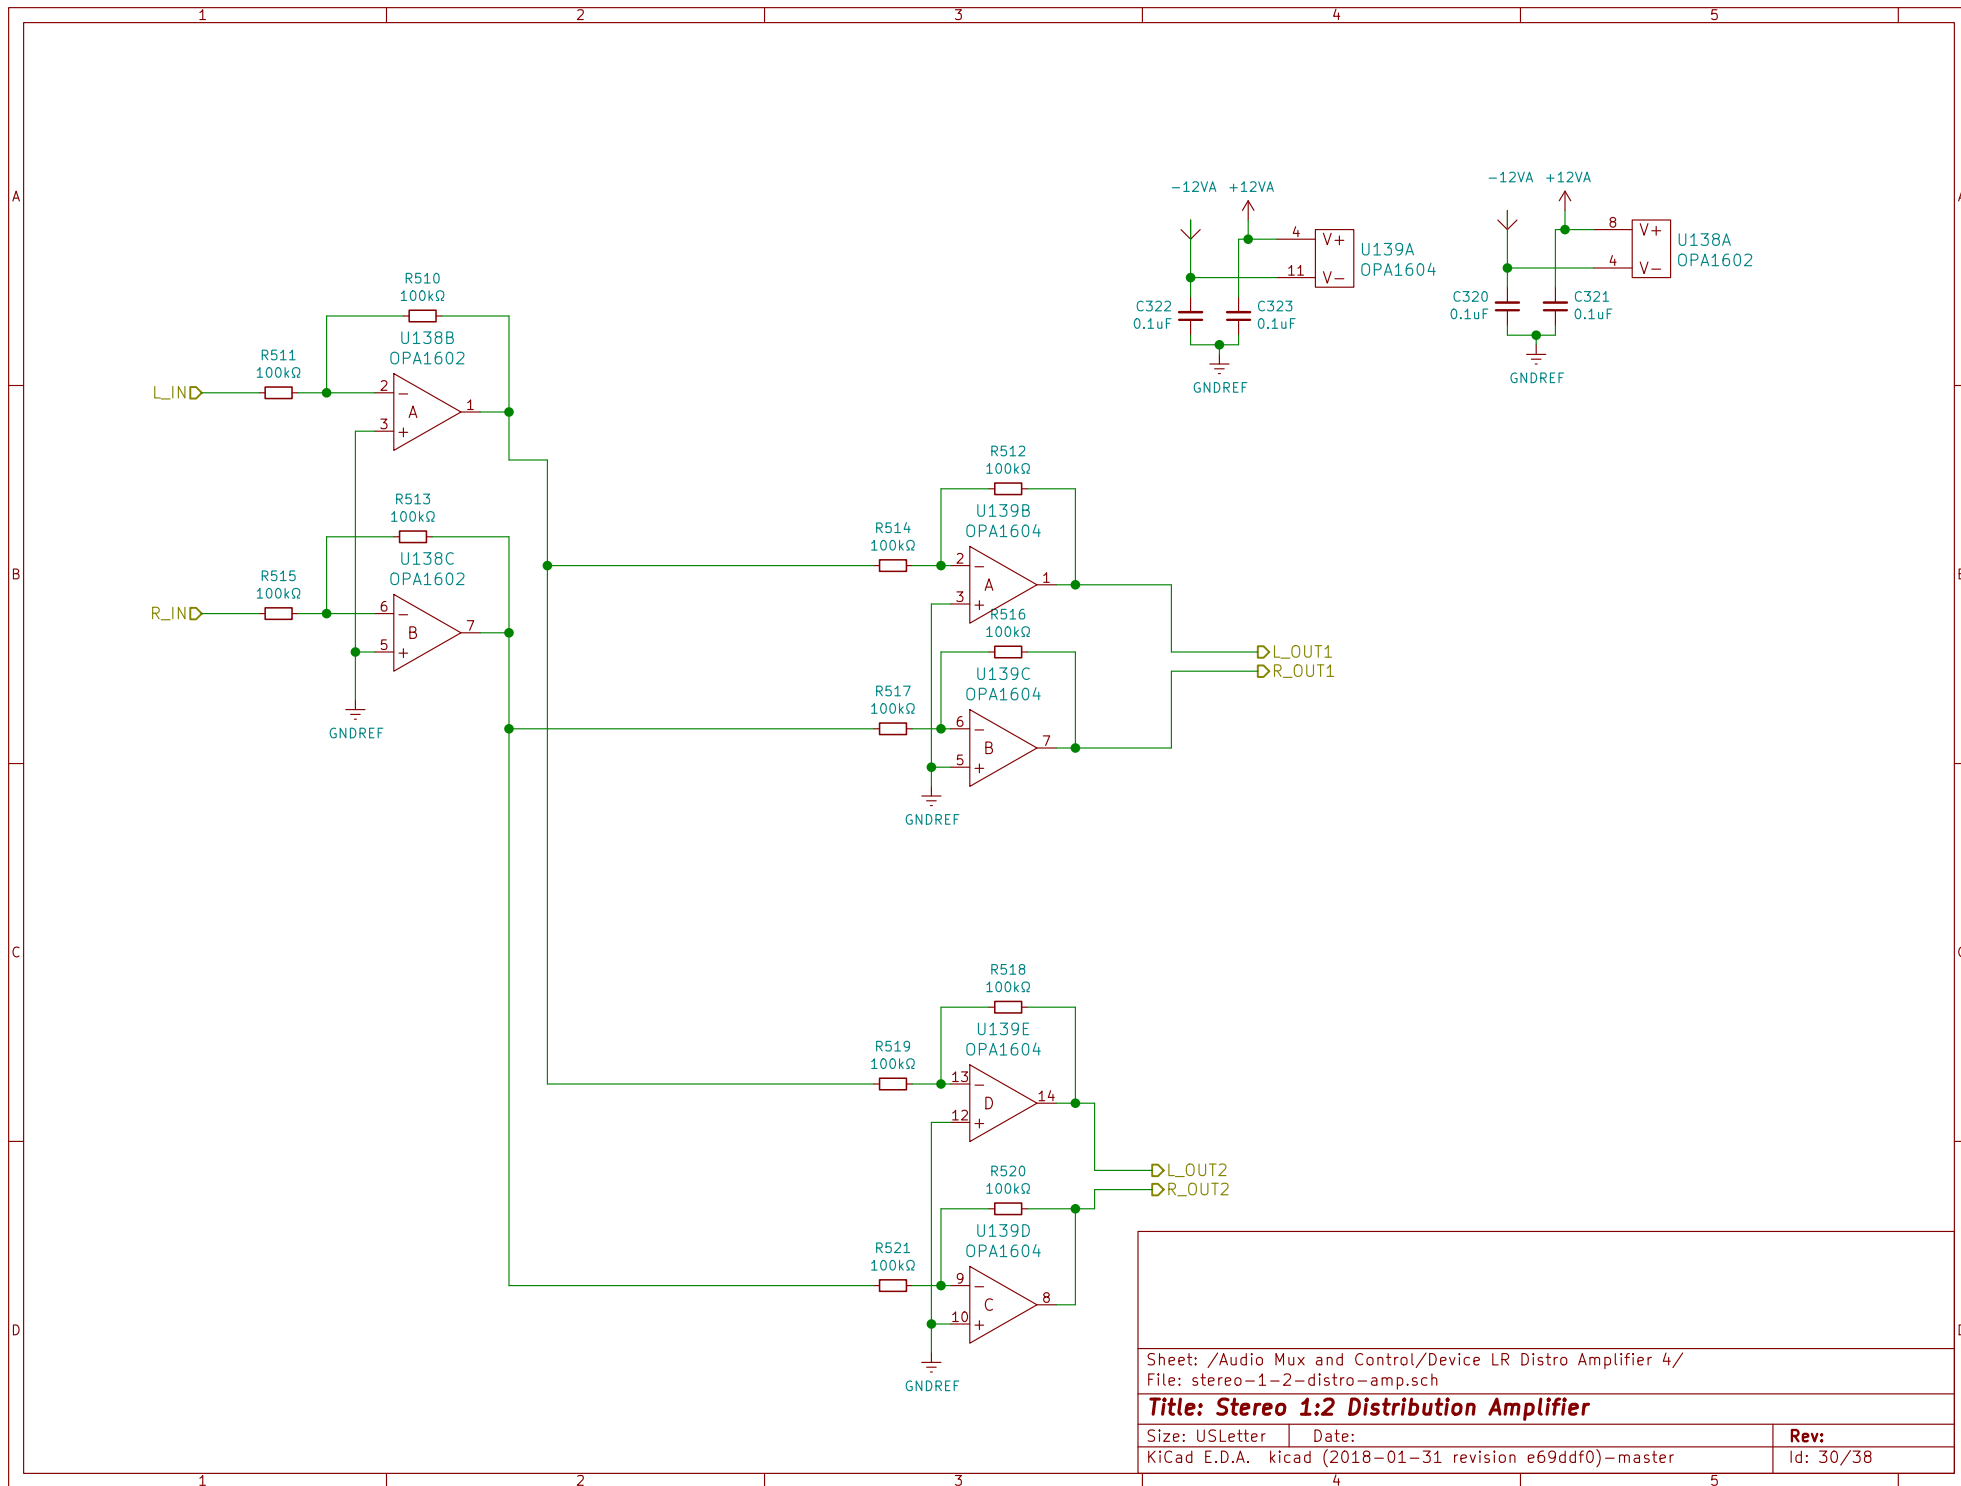 1 2 3 4 5
A
B
C
D
-12VA +12VA
4 V+
11 V-
U139A
OPA1604
C322
0.1uF
C323
0.1uF
GNDREF
-12VA +12VA
8 V+
4 V-
U138A
OPA1602
C320
0.1uF
C321
0.1uF
GNDREF
R510
100kΩ
U138B
OPA1602
R511
100kΩ
L_IN
2 -
A
1
3 +
R513
100kΩ
U138C
OPA1602
R515
100kΩ
R_IN
6 -
B
7
5 +
GNDREF
R512
100kΩ
U139B
OPA1604
R514
100kΩ
2 -
A
1
3 +
R516
100kΩ
U139C
OPA1604
R517
100kΩ
6 -
B
7
5 +
GNDREF
L_OUT1
R_OUT1
R518
100kΩ
U139E
OPA1604
R519
100kΩ
13 -
D
14
12 +
R520
100kΩ
U139D
OPA1604
R521
100kΩ
9 -
C
8
10 +
GNDREF
L_OUT2
R_OUT2
Sheet: /Audio Mux and Control/Device LR Distro Amplifier 4/
File: stereo-1-2-distro-amp.sch
Title: Stereo 1:2 Distribution Amplifier
Size: USLetter Date: Rev:
KiCad E.D.A. kicad (2018-01-31 revision e69ddf0)-master Id: 30/38
1 2 3 4 5